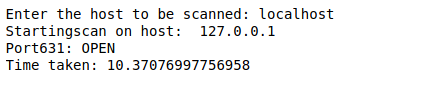 Enter the host to be scanned: localhost
Startingscan on host:  127.0.0.1
Port631: OPEN
Time taken: 10.37076997756958